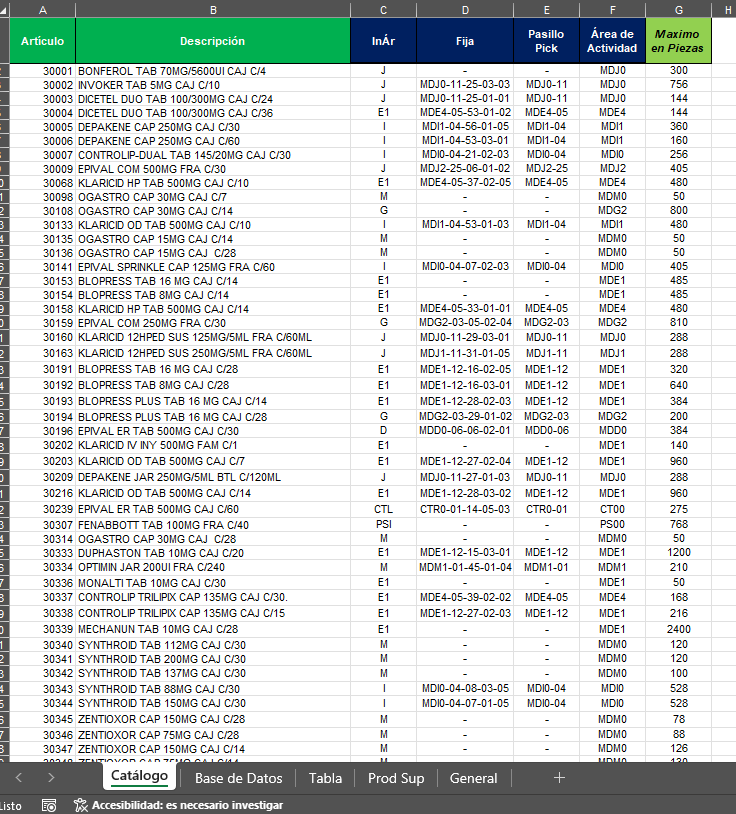 A B C D E F G H
Artículo Descripción InÁr Fija Pasillo Pick Área de Actividad Maximo en Piezas
30001 BONFEROL TAB 70MG/5600UI CAJ C/4 J - - MDJ0 300
30002 INVOKER TAB 5MG CAJ C/10 J MDJ0-11-25-03-03 MDJ0-11 MDJ0 756
30003 DICETEL DUO TAB 100/300MG CAJ C/24 J MDJ0-11-25-01-01 MDJ0-11 MDJ0 144
30004 DICETEL DUO TAB 100/300MG CAJ C/36 E1 MDE4-05-53-01-02 MDE4-05 MDE4 144
30005 DEPAKENE CAP 250MG CAJ C/30 I MDI1-04-56-01-05 MDI1-04 MDI1 360
30006 DEPAKENE CAP 250MG CAJ C/60 I MDI1-04-53-03-01 MDI1-04 MDI1 160
30007 CONTROLIP-DUAL TAB 145/20MG CAJ C/30 I MDI0-04-21-02-03 MDI0-04 MDI0 256
30009 EPIVAL COM 500MG FRA C/30 J MDJ2-25-06-01-02 MDJ2-25 MDJ2 405
30068 KLARICID HP TAB 500MG CAJ C/10 E1 MDE4-05-37-02-05 MDE4-05 MDE4 480
30098 OGASTRO CAP 30MG CAJ C/7 M - - MDM0 50
30108 OGASTRO CAP 30MG CAJ C/14 G - - MDG2 800
30133 KLARICID OD TAB 500MG CAJ C/10 I MDI1-04-53-01-03 MDI1-04 MDI1 480
30135 OGASTRO CAP 15MG CAJ C/14 M - - MDM0 50
30136 OGASTRO CAP 15MG CAJ  C/28 M - - MDM0 50
30141 EPIVAL SPRINKLE CAP 125MG FRA C/60 I MDI0-04-07-02-03 MDI0-04 MDI0 405
30153 BLOPRESS TAB 16 MG CAJ C/14 E1 - - MDE1 485
30154 BLOPRESS TAB 8MG CAJ C/14 E1 - - MDE1 485
30158 KLARICID HP TAB 500MG CAJ C/14 E1 MDE4-05-33-01-01 MDE4-05 MDE4 480
30159 EPIVAL COM 250MG FRA C/30 G MDG2-03-05-02-04 MDG2-03 MDG2 810
30160 KLARICID 12HPED SUS 125MG/5ML FRA C/60ML J MDJ0-11-29-03-01 MDJ0-11 MDJ0 288
30163 KLARICID 12HPED SUS 250MG/5ML FRA C/60ML J MDJ1-11-31-01-05 MDJ1-11 MDJ1 288
30191 BLOPRESS TAB 16 MG CAJ C/28 E1 MDE1-12-16-02-05 MDE1-12 MDE1 320
30192 BLOPRESS TAB 8MG CAJ C/28 E1 MDE1-12-16-03-01 MDE1-12 MDE1 640
30193 BLOPRESS PLUS TAB 16 MG CAJ C/14 E1 MDE1-12-28-02-03 MDE1-12 MDE1 384
30194 BLOPRESS PLUS TAB 16 MG CAJ C/28 G MDG2-03-29-01-02 MDG2-03 MDG2 200
30196 EPIVAL ER TAB 500MG CAJ C/30 D MDD0-06-06-02-01 MDD0-06 MDD0 384
30202 KLARICID IV INY 500MG FAM C/1 E1 - - MDE1 140
30203 KLARICID OD TAB 500MG CAJ C/7 E1 MDE1-12-27-02-04 MDE1-12 MDE1 960
30209 DEPAKENE JAR 250MG/5ML BTL C/120ML J MDJ0-11-27-01-03 MDJ0-11 MDJ0 288
30216 KLARICID OD TAB 500MG CAJ C/14 E1 MDE1-12-28-03-02 MDE1-12 MDE1 960
30239 EPIVAL ER TAB 500MG CAJ C/60 CTL CTR0-01-14-05-03 CTR0-01 CT00 275
30307 FENABBOTT TAB 100MG FRA C/40 PSI - - PS00 768
30314 OGASTRO CAP 30MG CAJ  C/28 M - - MDM0 50
30333 DUPHASTON TAB 10MG CAJ C/20 E1 MDE1-12-15-03-01 MDE1-12 MDE1 1200
30334 OPTIMIN JAR 200UI FRA C/240 M MDM1-01-45-01-04 MDM1-01 MDM1 210
30336 MONALTI TAB 10MG CAJ C/30 E1 - - MDE1 50
30337 CONTROLIP TRILIPIX CAP 135MG CAJ C/30. E1 MDE4-05-39-02-02 MDE4-05 MDE4 168
30338 CONTROLIP TRILIPIX CAP 135MG CAJ C/15 E1 MDE1-12-27-02-03 MDE1-12 MDE1 216
30339 MECHANUN TAB 10MG CAJ C/28 E1 - - MDE1 2400
30340 SYNTHROID TAB 112MG CAJ C/30 M - - MDM0 120
30341 SYNTHROID TAB 200MG CAJ C/30 M - - MDM0 120
30342 SYNTHROID TAB 137MG CAJ C/30 M - - MDM0 100
30343 SYNTHROID TAB 88MG CAJ C/30 I MDI0-04-08-03-05 MDI0-04 MDI0 528
30344 SYNTHROID TAB 150MG CAJ C/30 I MDI0-04-07-01-05 MDI0-04 MDI0 528
30345 ZENTIOXOR CAP 150MG CAJ C/28 M - - MDM0 78
30346 ZENTIOXOR CAP 75MG CAJ C/28 M - - MDM0 88
30347 ZENTIOXOR CAP 150MG CAJ C/14 M - - MDM0 126
Catálogo Base de Datos Tabla Prod Sup General
Listo Accesibilidad: es necesario investigar